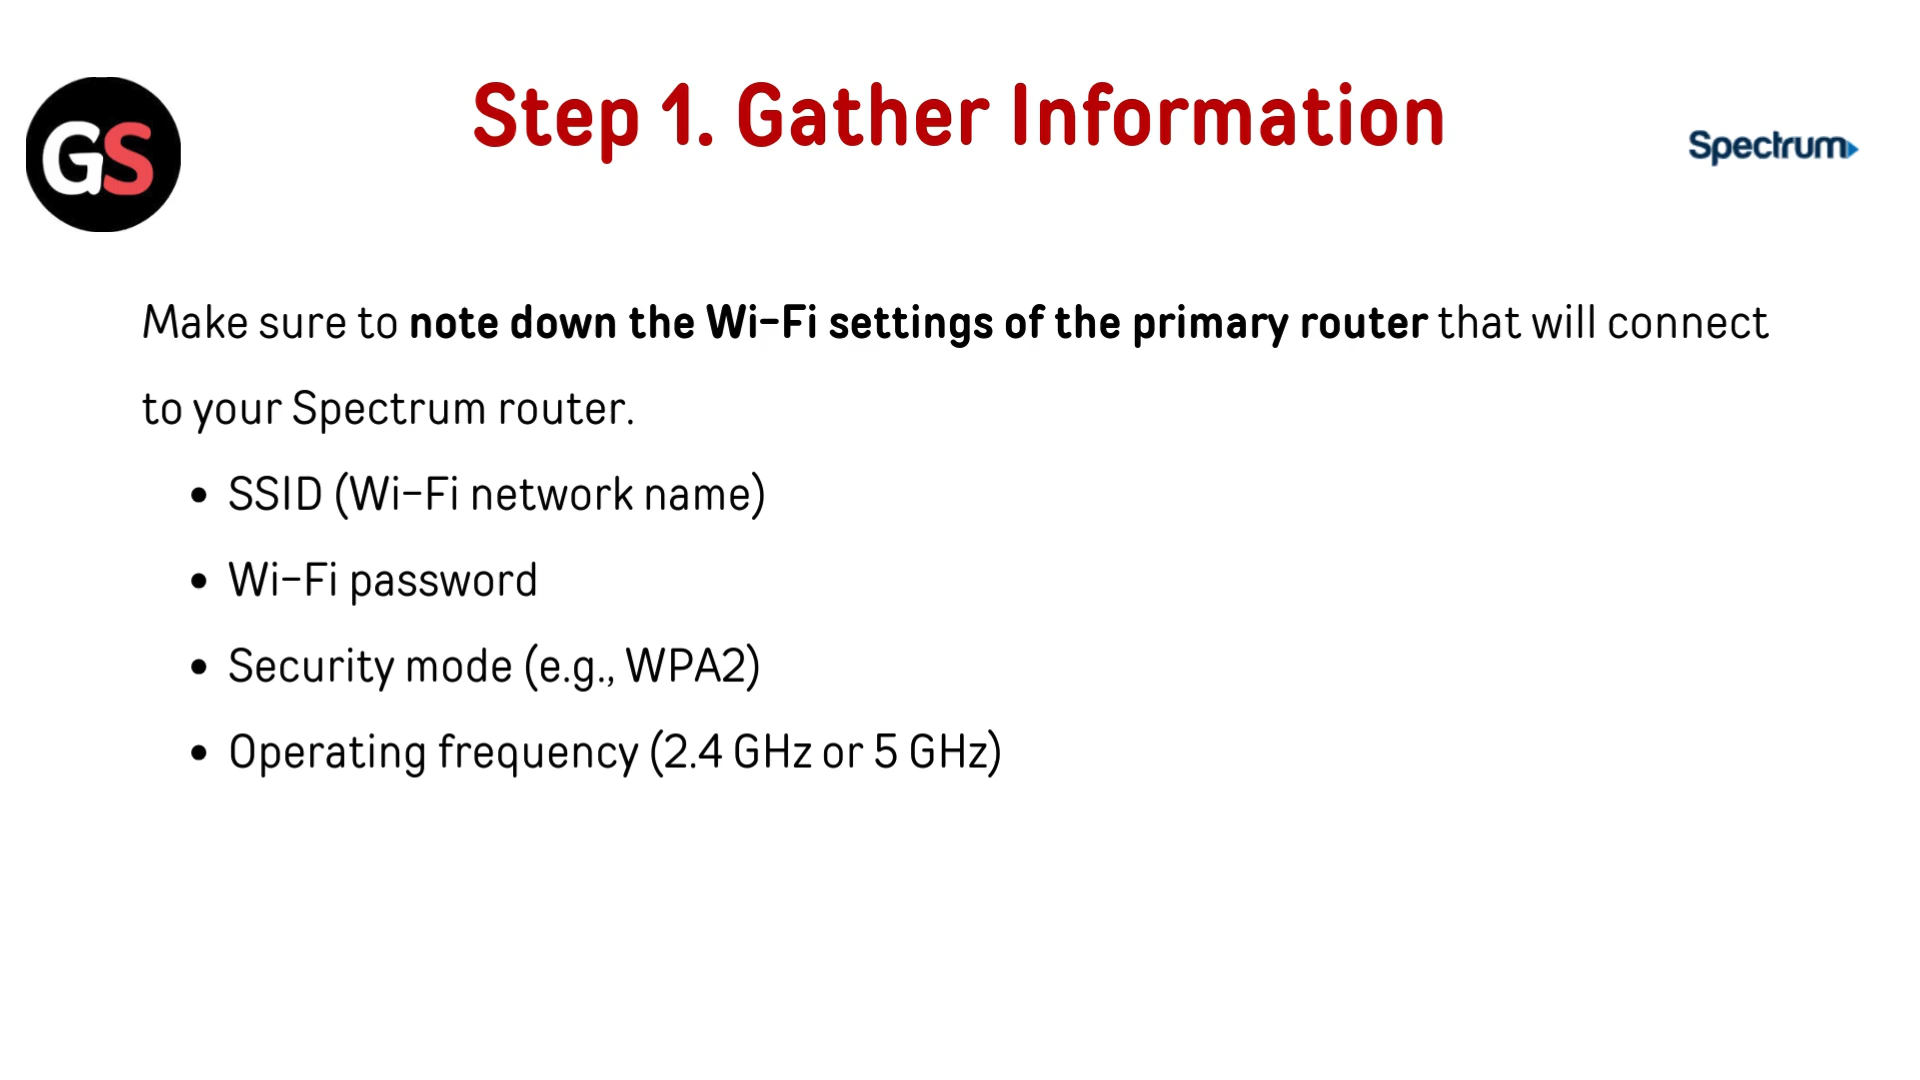 Step 1. Gather Information
GS
Spectrum
Make sure to note down the Wi-Fi settings of the primary router that will connect
to your Spectrum router.
• SSID (Wi-Fi network name)
• Wi-Fi password
• Security mode (e.g., WPA2)
• Operating frequency (2.4 GHz or 5 GHz)